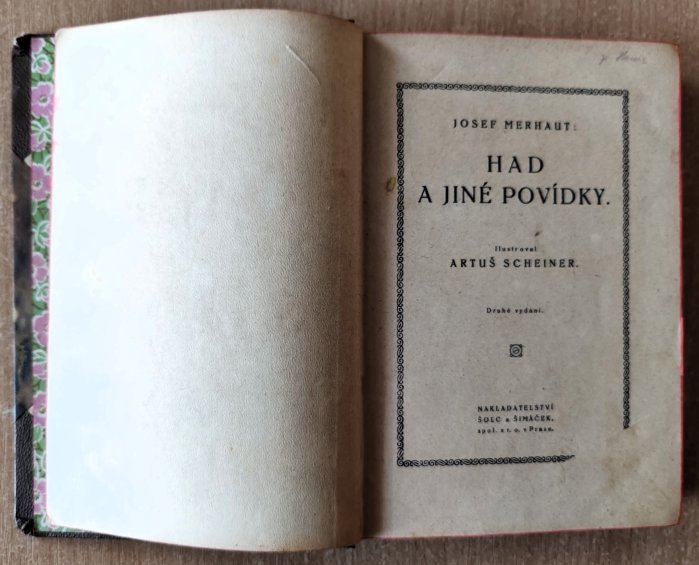 JOSEF MERHAUT:
HAD
A JINÉ POVÍDKY.
Ilustroval
ARTUŠ SCHEINER.
Druhé vydání.
NAKLADATELSTVÍ
ŠOLC a ŠIMÁČEK,
spol. s r. o. v Praze.